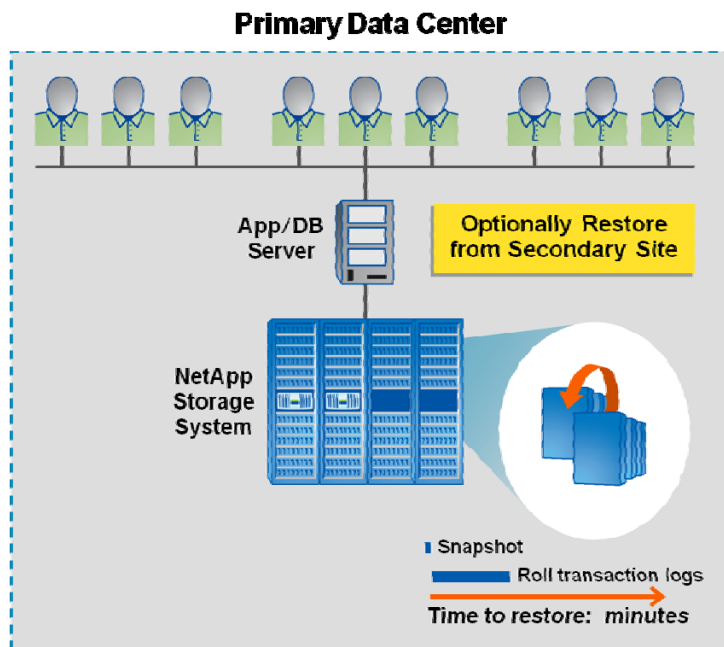 Primary Data Center
App/DB
Server
Optionally Restore
from Secondary Site
NetApp
Storage
System
Snapshot
Roll transaction logs
Time to restore: minutes